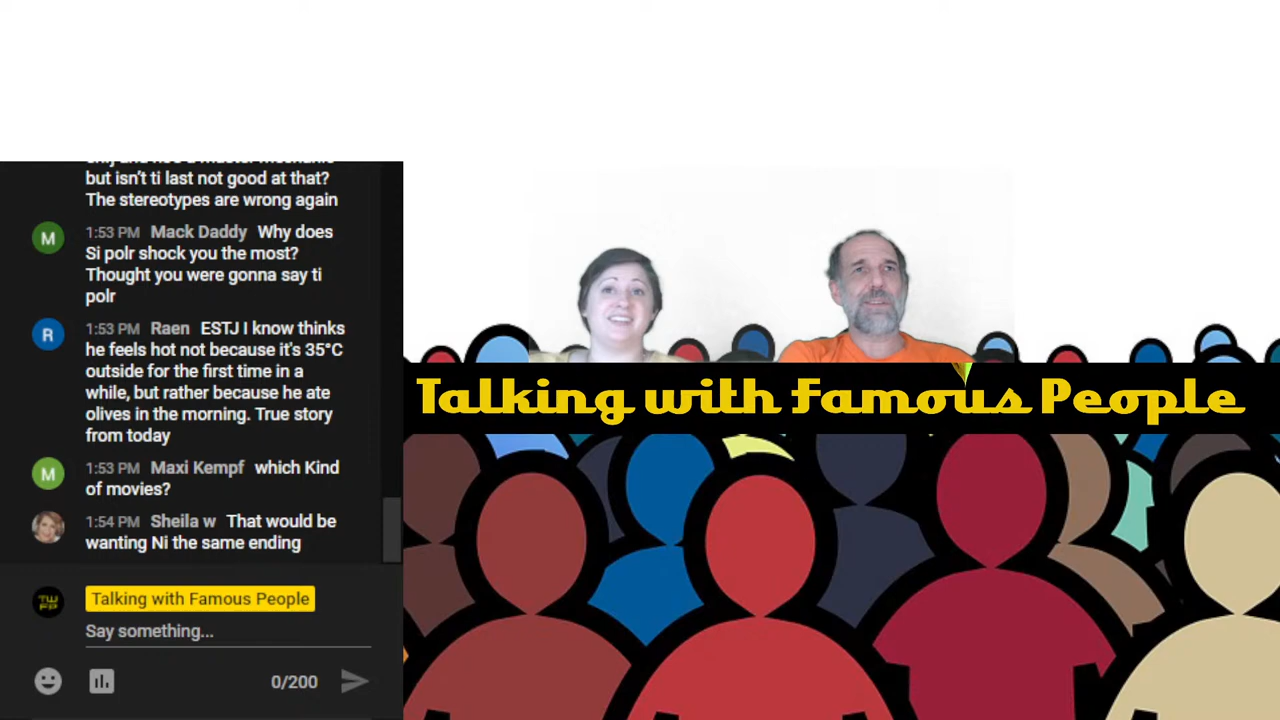 but isn't ti last not good at that?
The stereotypes are wrong again
M 1:53 PM Mack Daddy Why does
Si polr shock you the most?
Thought you were gonna say ti
polr
R 1:53 PM Raen ESTJ I know thinks
he feels hot not because it's 35°C
outside for the first time in a
while, but rather because he ate
olives in the morning. True story
from today
M 1:53 PM Maxi Kempf which Kind
of movies?
1:54 PM Sheila w That would be
wanting Ni the same ending
TW
FP
Talking with Famous People
Say something...
0/200
Talking with Famous People